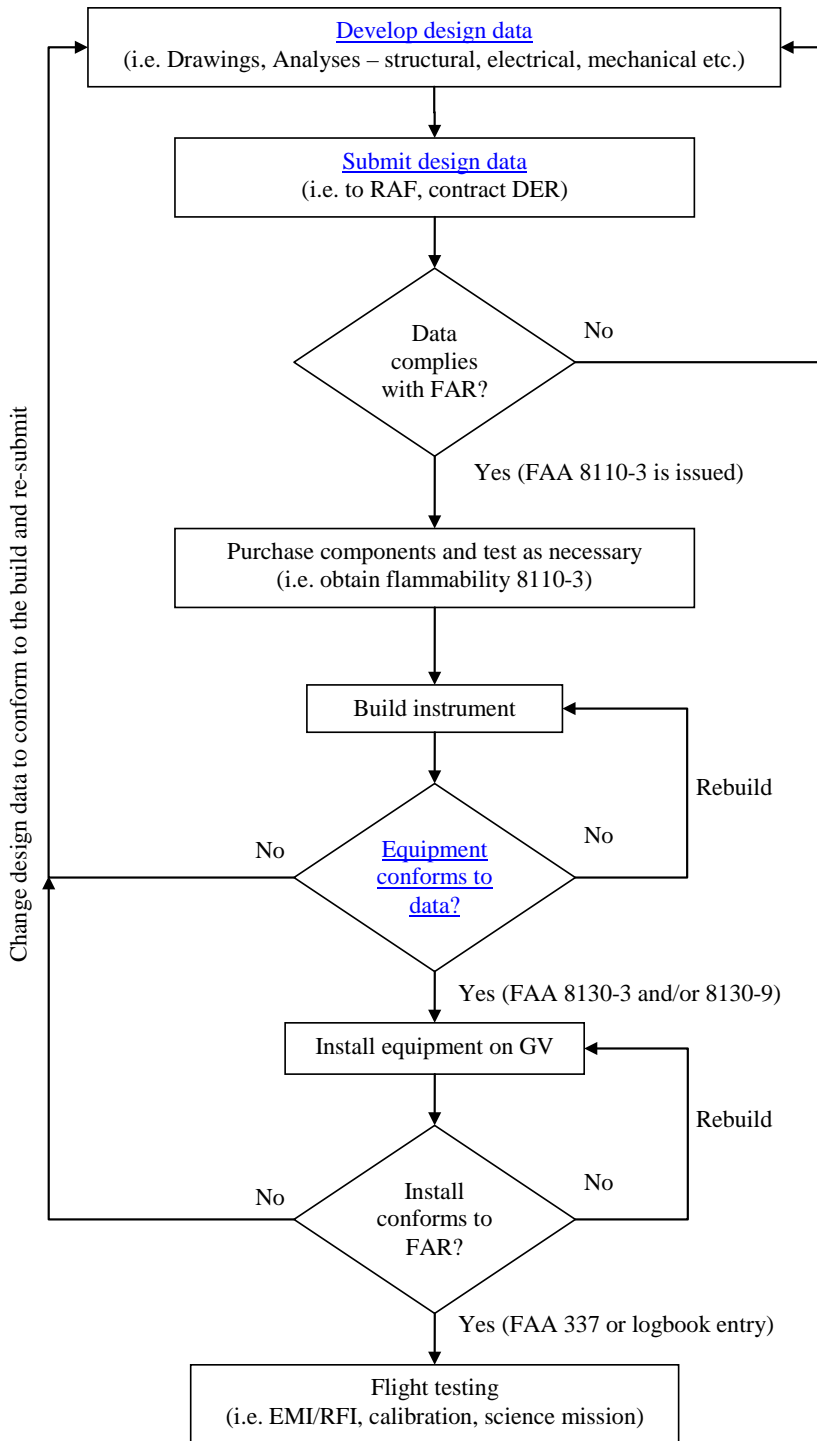 Develop design data
(i.e. Drawings, Analyses – structural, electrical, mechanical etc.)
Submit design data
(i.e. to RAF, contract DER)
Data
complies
with FAR?
No
Yes (FAA 8110-3 is issued)
Purchase components and test as necessary
(i.e. obtain flammability 8110-3)
Build instrument
Rebuild
Change design data to conform to the build and re-submit
No
Equipment
conforms to
data?
No
Yes (FAA 8130-3 and/or 8130-9)
Install equipment on GV
Rebuild
No
Install
conforms to
FAR?
No
Yes (FAA 337 or logbook entry)
Flight testing
(i.e. EMI/RFI, calibration, science mission)